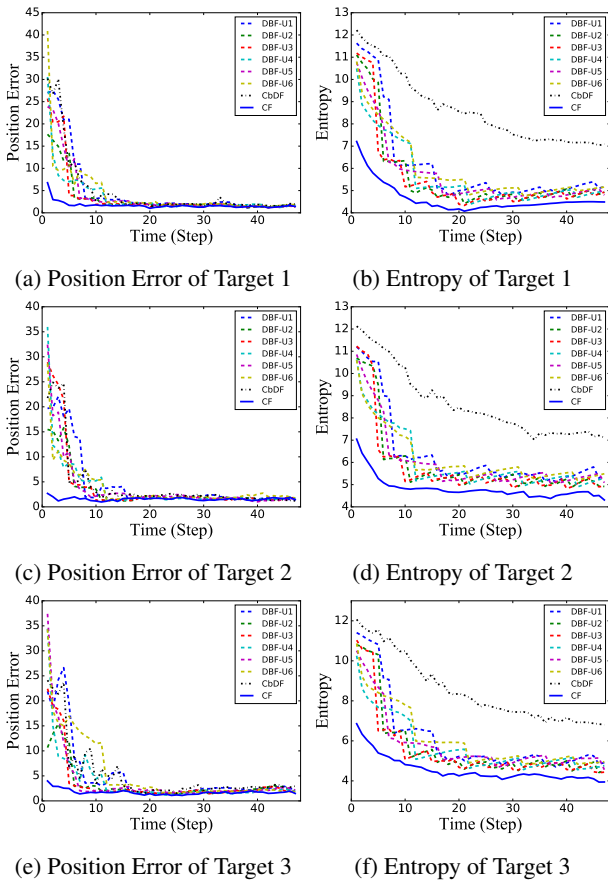 45
40
35
30
25
20
15
10
5
0
0 10 20 30 40
Position Error
Time (Step)
DBF-U1
DBF-U2
DBF-U3
DBF-U4
DBF-U5
DBF-U6
CbDF
CF
(a) Position Error of Target 1
13
12
11
10
9
8
7
6
5
4
0 10 20 30 40
Entropy
Time (Step)
DBF-U1
DBF-U2
DBF-U3
DBF-U4
DBF-U5
DBF-U6
CbDF
CF
(b) Entropy of Target 1
40
35
30
25
20
15
10
5
0
0 10 20 30 40
Position Error
Time (Step)
DBF-U1
DBF-U2
DBF-U3
DBF-U4
DBF-U5
DBF-U6
CbDF
CF
(c) Position Error of Target 2
13
12
11
10
9
8
7
6
5
4
0 10 20 30 40
Entropy
Time (Step)
DBF-U1
DBF-U2
DBF-U3
DBF-U4
DBF-U5
DBF-U6
CbDF
CF
(d) Entropy of Target 2
40
35
30
25
20
15
10
5
0
0 10 20 30 40
Position Error
Time (Step)
DBF-U1
DBF-U2
DBF-U3
DBF-U4
DBF-U5
DBF-U6
CbDF
CF
(e) Position Error of Target 3
12
10
8
6
4
0 10 20 30 40
Entropy
Time (Step)
DBF-U1
DBF-U2
DBF-U3
DBF-U4
DBF-U5
DBF-U6
CbDF
CF
(f) Entropy of Target 3